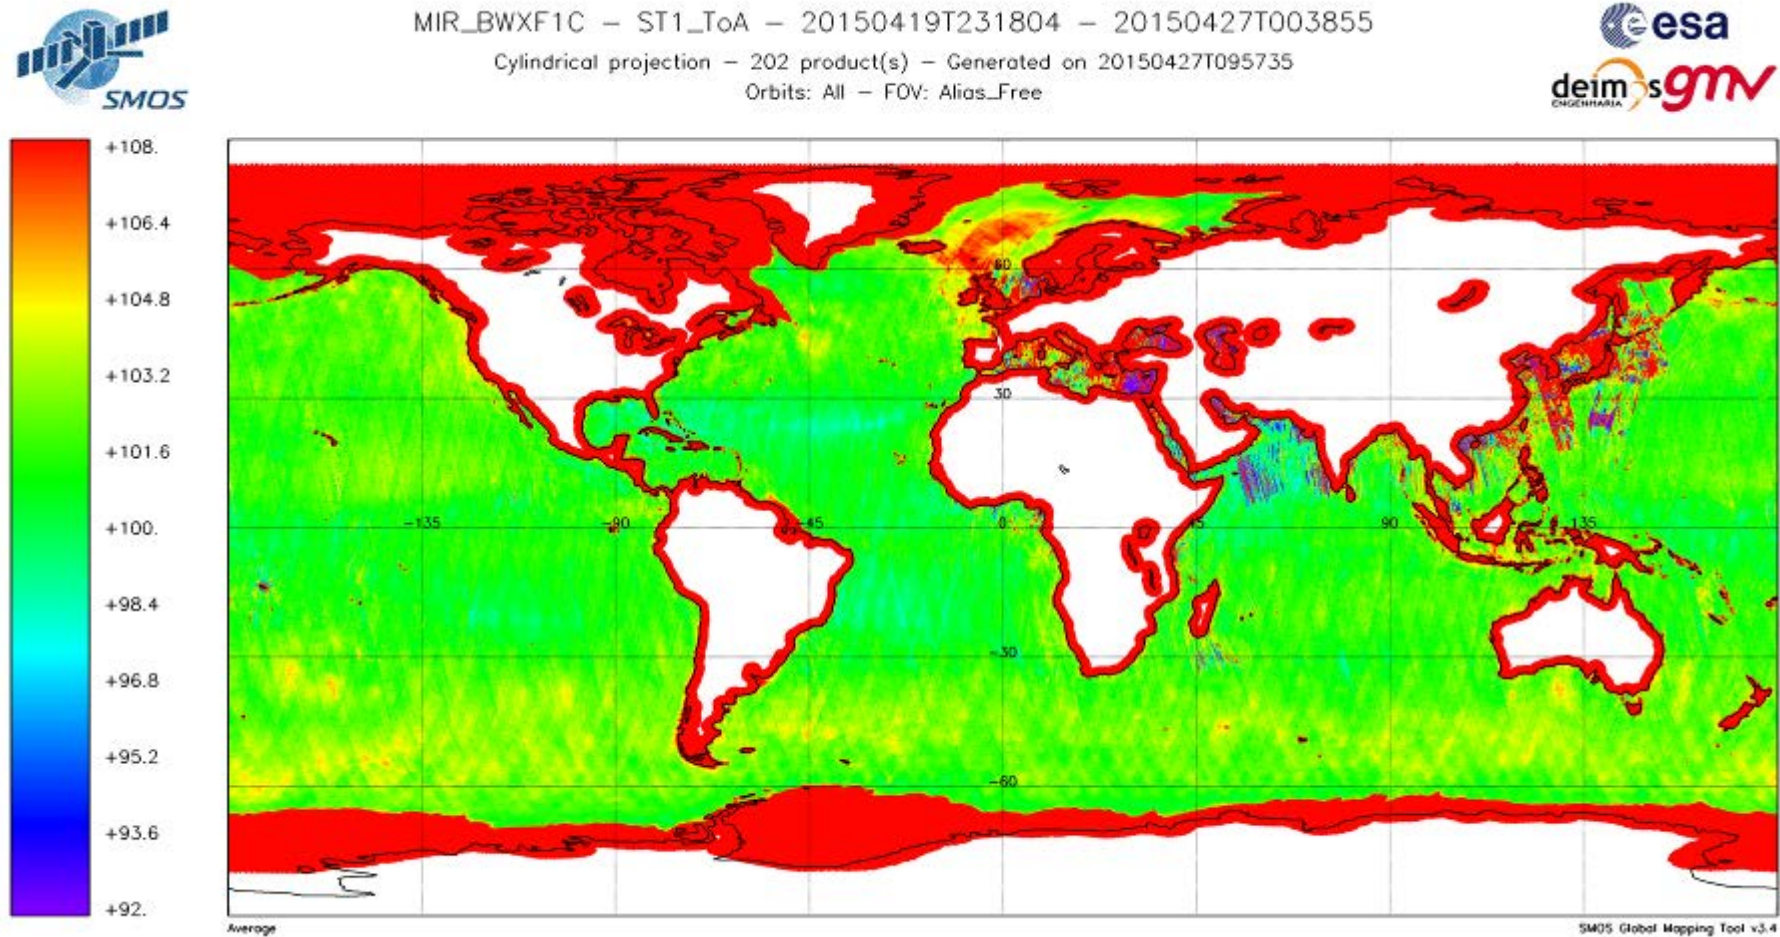 MIR_BWXF1C – ST1_ToA – 20150419T231804 – 20150427T003855
Cylindrical projection – 202 product(s) – Generated on 20150427T095735
Orbits: All – FOV: Alias_Free
SMOS
esa
deimos
ENGENHARIA
gmv
+108.
+106.4
+104.8
+103.2
+101.6
+100.
+98.4
+96.8
+95.2
+93.6
+92.
60
30
-135
-90
-45
0
45
90
135
-30
-60
Average
SMOS Global Mapping Tool v3.4